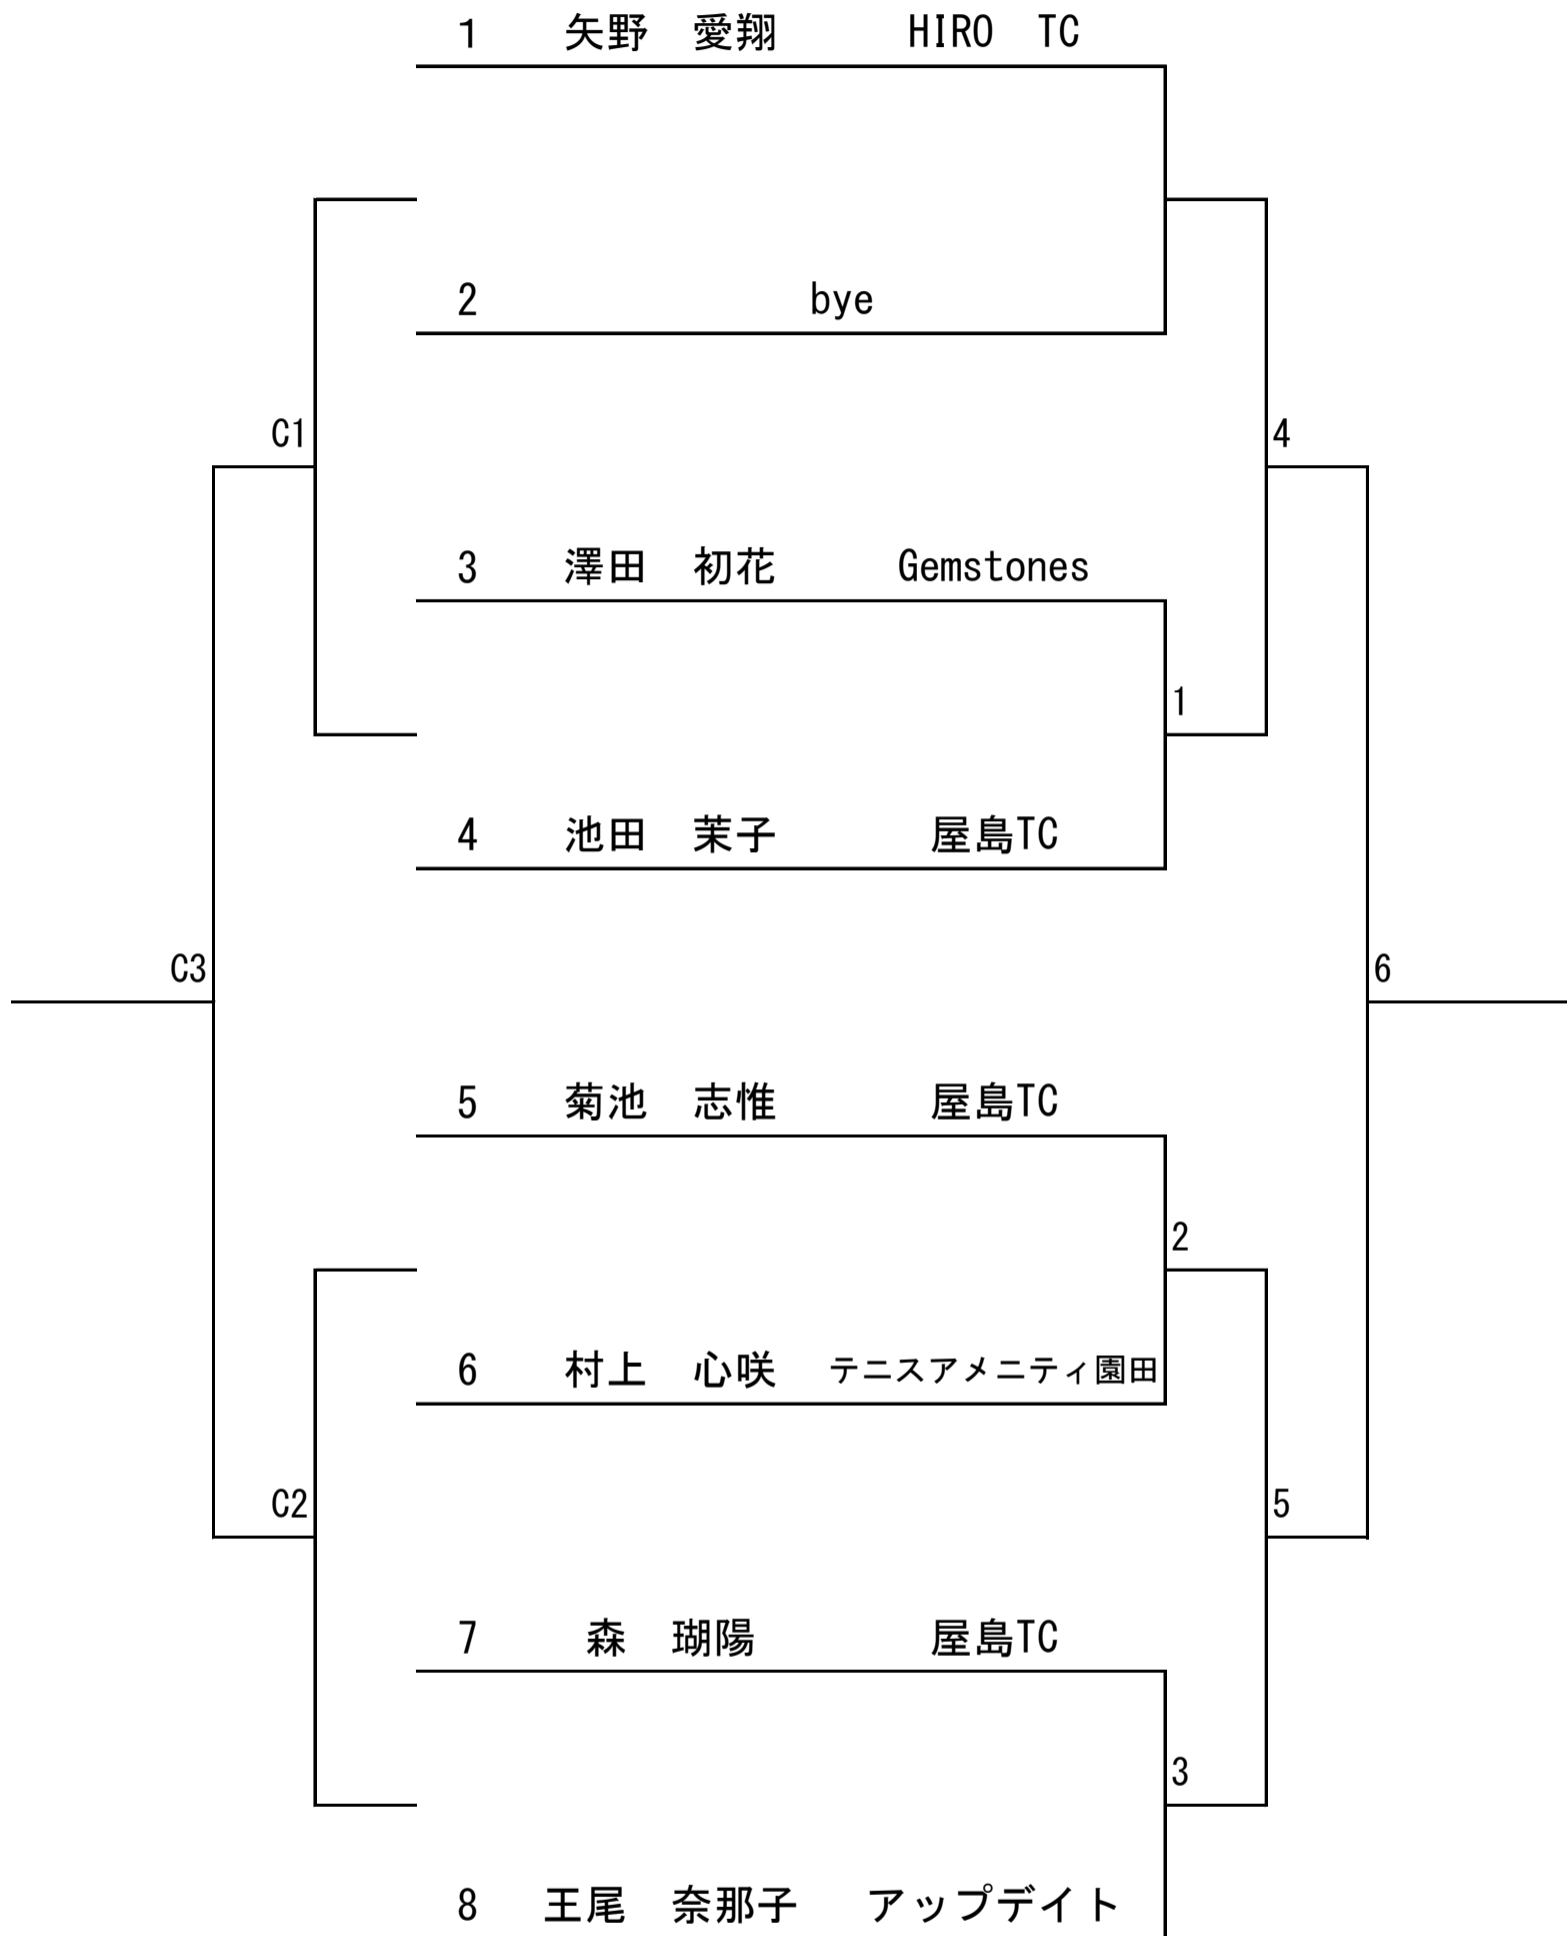 1 矢野 愛翔 HIRO TC
2 bye
C1 4
3 澤田 初花 Gemstones
1
4 池田 茉子 屋島TC
C3 6
5 菊池 志惟 屋島TC
2
6 村上 心咲 テニスアメニティ園田
C2 5
7 森 瑚陽 屋島TC
3
8 王尾 奈那子 アップデイト